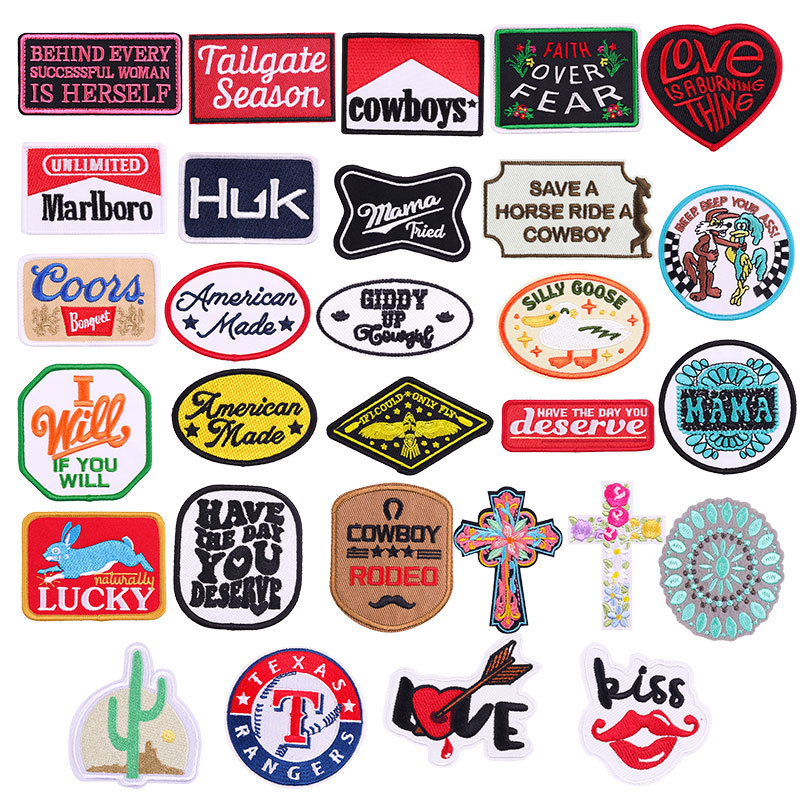 BEHIND EVERY
SUCCESSFUL WOMAN
IS HERSELF
Tailgate
Season
cowboys
FAITH
OVER
FEAR
LOVE
IS A BURNING
THING
UNLIMITED
Marlboro
HUK
Mama
Tried
SAVE A
HORSE RIDE A
COWBOY
BEEP BEEP YOUR ASS!
Coors
Banquet
American
Made
GIDDY
UP
Cowgirl
SILLY GOOSE
I
Will
IF YOU
WILL
American
Made
IF I COULD ONLY FLY
HAVE THE DAY YOU
deserve
MAMA
naturally
LUCKY
HAVE
THE DAY
YOU
DESERVE
COWBOY
RODEO
TEXAS
T
RANGERS
LOVE
kiss